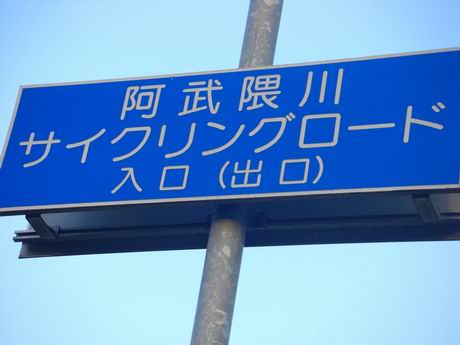 阿武隈川
サイクリングロード
入口（出口）